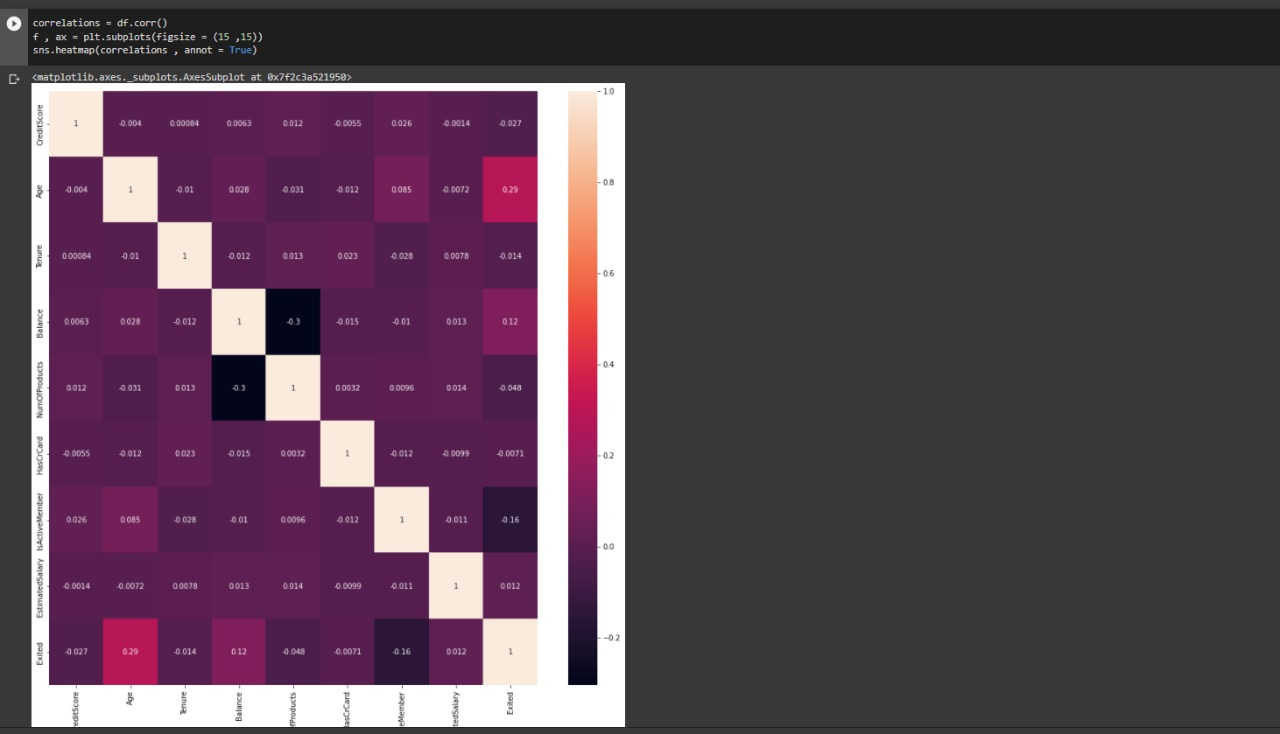 correlations = df.corr()
f , ax = plt.subplots(figsize = (15 ,15))
sns.heatmap(correlations , annot = True)
<matplotlib.axes._subplots.AxesSubplot at 0x7f2c3a521950>
CreditScore 1 -0.004 0.00084 0.0063 0.012 -0.0055 0.026 -0.0014 -0.027
Age -0.004 1 -0.01 0.028 -0.031 -0.012 0.085 -0.0072 0.29
Tenure 0.00084 -0.01 1 -0.012 0.013 0.023 -0.028 0.0078 -0.014
Balance 0.0063 0.028 -0.012 1 -0.3 -0.015 -0.01 0.013 0.12
NumOfProducts 0.012 -0.031 0.013 -0.3 1 0.0032 0.0096 0.014 -0.048
HasCrCard -0.0055 -0.012 0.023 -0.015 0.0032 1 -0.012 -0.0099 -0.0071
IsActiveMember 0.026 0.085 -0.028 -0.01 0.0096 -0.012 1 -0.011 -0.16
EstimatedSalary -0.0014 -0.0072 0.0078 0.013 0.014 -0.0099 -0.011 1 0.012
Exited -0.027 0.29 -0.014 0.12 -0.048 -0.0071 -0.16 0.012 1
editScore Age Tenure Balance fProducts asCrCard eMember tedSalary Exited
1.0
0.8
0.6
0.4
0.2
0.0
-0.2